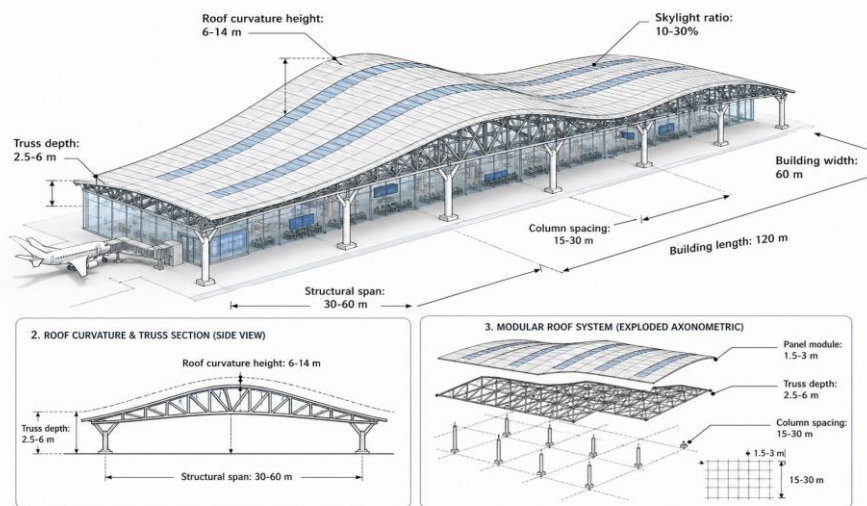 Roof curvature height:
6-14 m
Skylight ratio:
10-30%
Truss depth:
2.5-6 m
Building width:
60 m
Column spacing:
15-30 m
Building length: 120 m
Structural span:
30-60 m
2. ROOF CURVATURE & TRUSS SECTION (SIDE VIEW)
Roof curvature height: 6-14 m
Truss depth:
2.5-6 m
Structural span: 30-60 m
3. MODULAR ROOF SYSTEM (EXPLODED AXONOMETRIC)
Panel module:
1.5-3 m
Truss depth:
2.5-6 m
Column spacing:
15-30 m
1.5-3 m
15-30 m